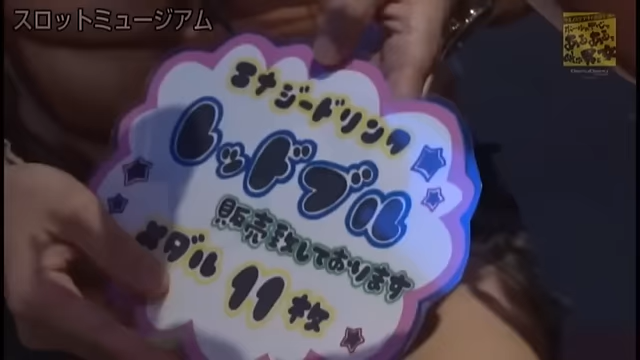 スロットミュージアム
エナジードリンク
レッドブル
販売致しております
メダル 11枚